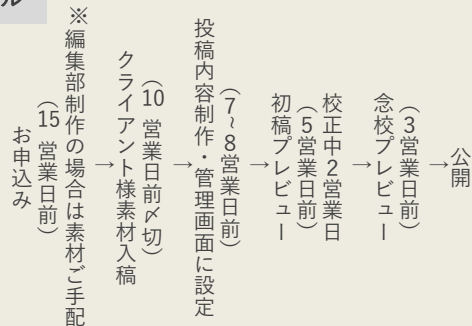 お申込み
（15営業日前）
※編集部制作の場合は素材ご手配
→
クライアント様素材入稿
（10営業日前〆切）
→
投稿内容制作・管理画面に設定
（7~8営業日前）
→
初稿プレビュー
（5営業日前）
校正中2営業日
→
念校プレビュー
（3営業日前）
→
公開